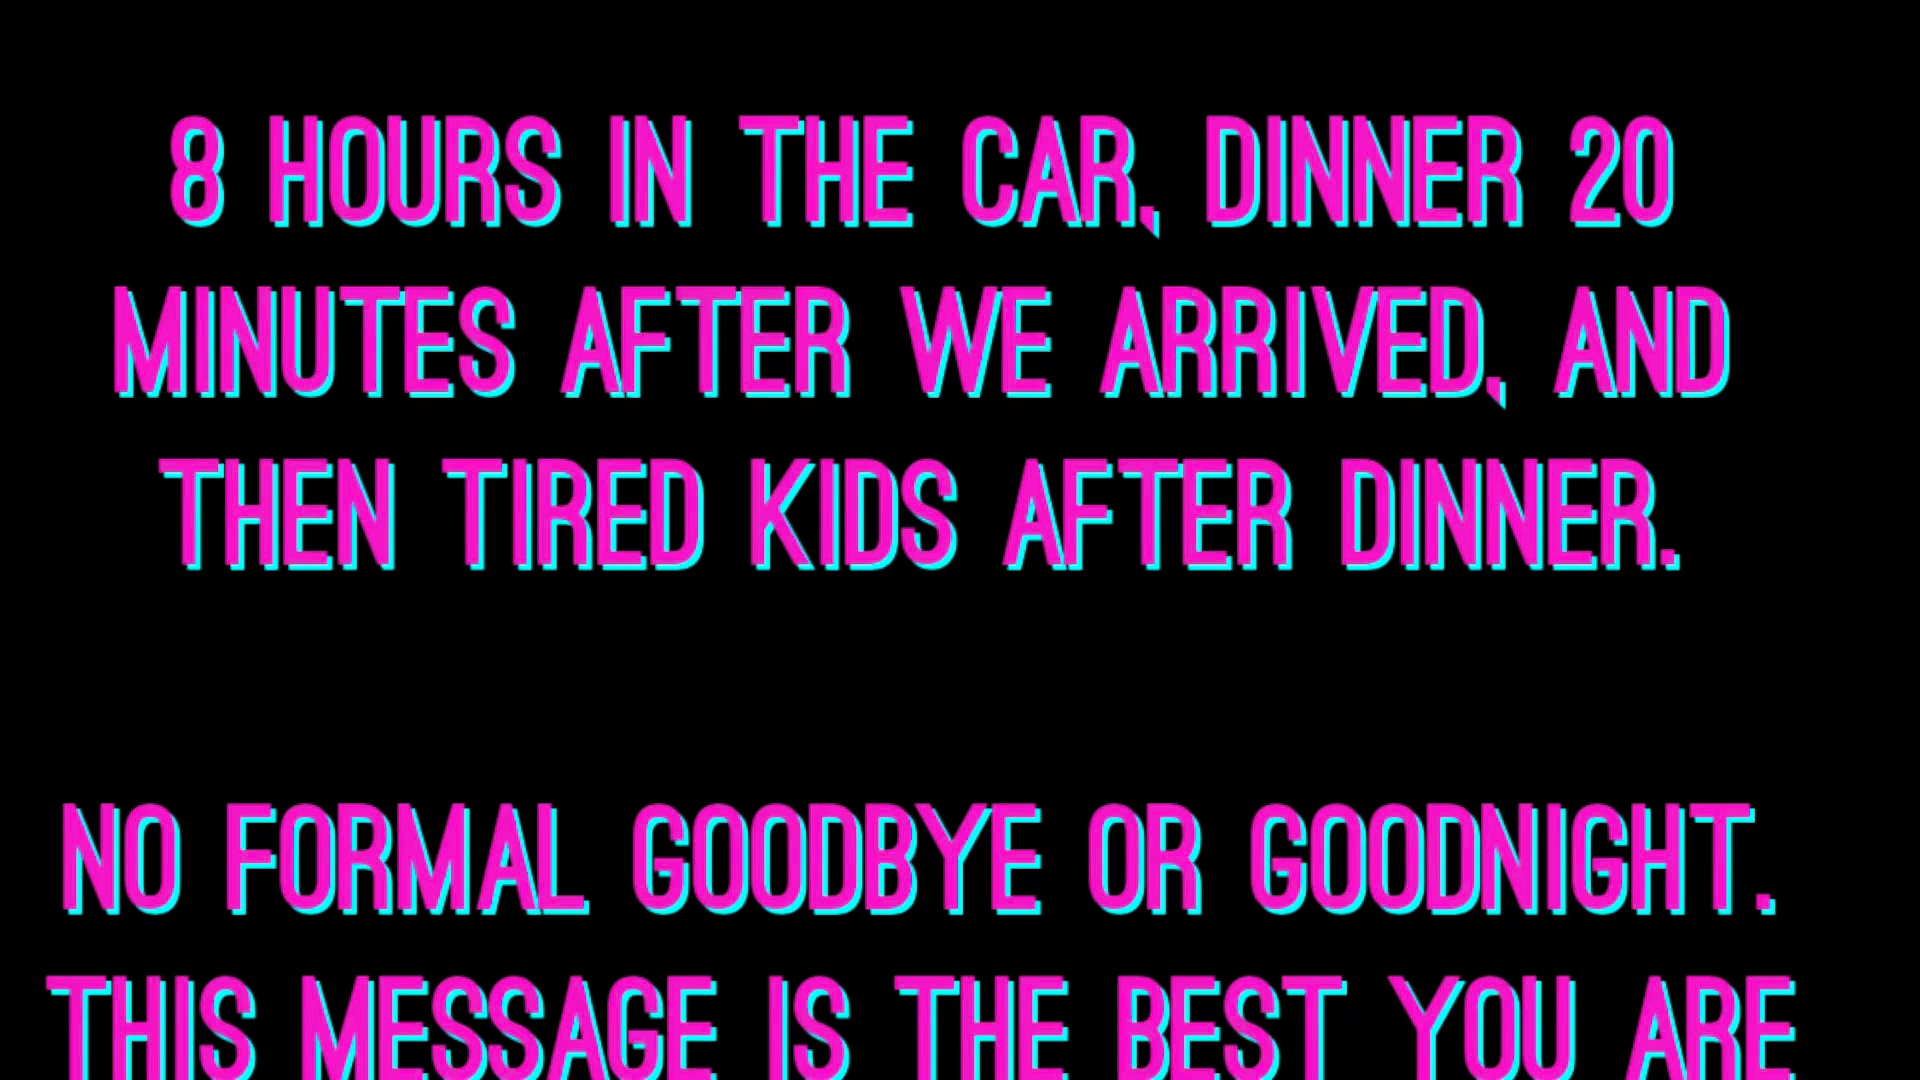 8 HOURS IN THE CAR, DINNER 20
MINUTES AFTER WE ARRIVED, AND
THEN TIRED KIDS AFTER DINNER.
NO FORMAL GOODBYE OR GOODNIGHT.
THIS MESSAGE IS THE BEST YOU ARE